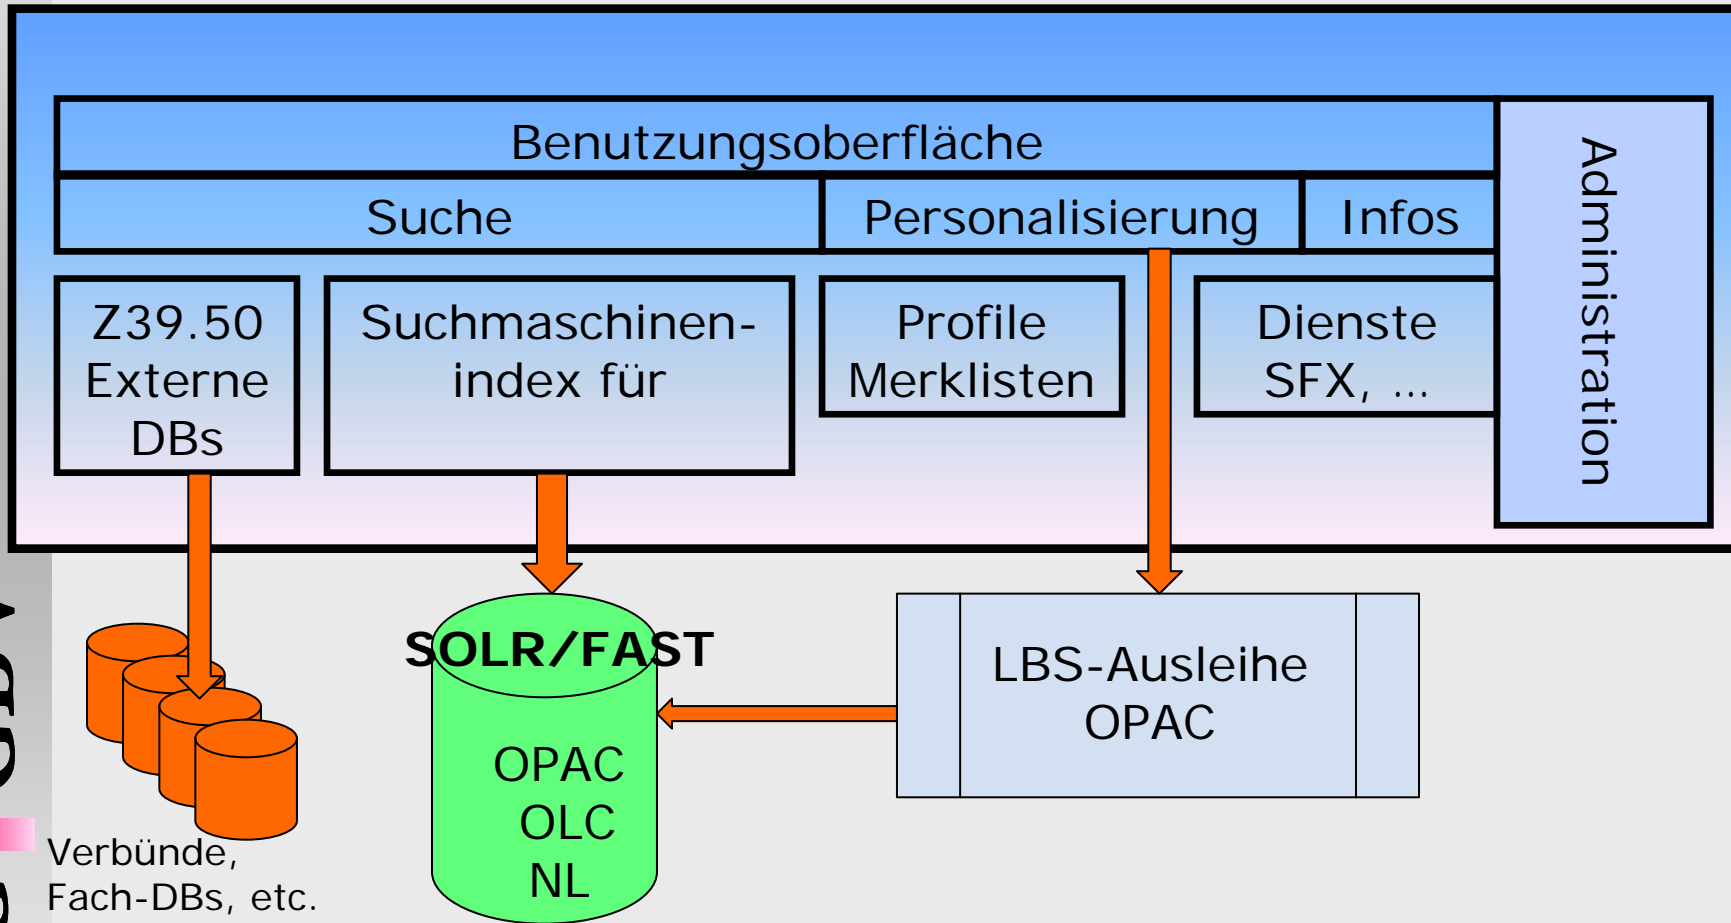 Benutzungsoberfläche
Suche
Personalisierung
Infos
Administration
Z39.50
Externe
DBs
Suchmaschinen-
index für
Profile
Merklisten
Dienste
SFX, ...
SOLR/FAST
OPAC
OLC
NL
LBS-Ausleihe
OPAC
Verbünde,
Fach-DBs, etc.